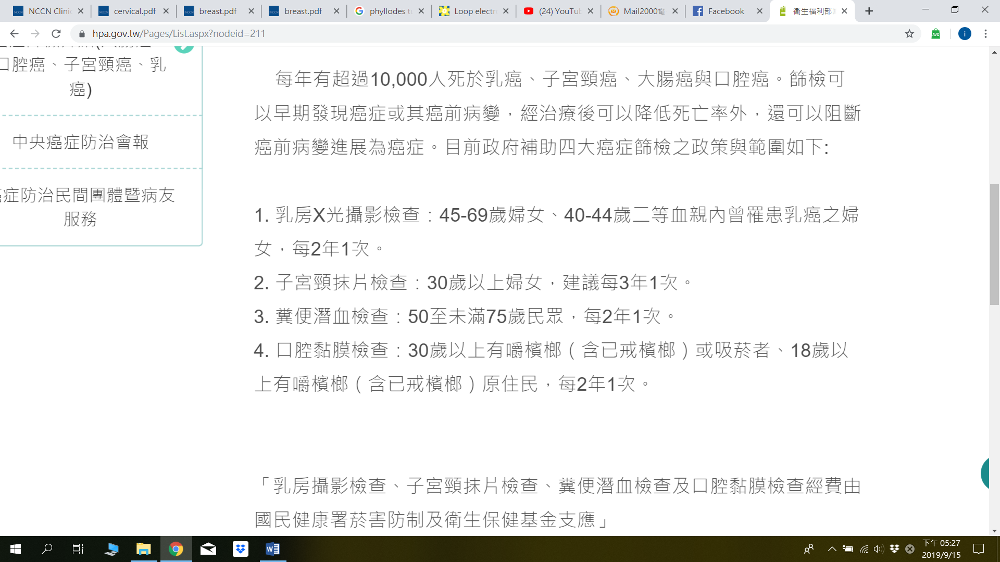 NCCN Clinic
cervical.pdf
breast.pdf
breast.pdf
phyllodes tu
Loop electro
(24) YouTub
Mail2000電
Facebook
衛生福利部國
hpa.gov.tw/Pages/List.aspx?nodeid=211
AVG
i
口腔癌、子宮頸癌、乳
癌)
中央癌症防治會報
症防治民間團體暨病友
服務
每年有超過10,000人死於乳癌、子宮頸癌、大腸癌與口腔癌。篩檢可
以早期發現癌症或其癌前病變，經治療後可以降低死亡率外，還可以阻斷
癌前病變進展為癌症。目前政府補助四大癌症篩檢之政策與範圍如下:
1. 乳房X光攝影檢查：45-69歲婦女、40-44歲二等血親內曾罹患乳癌之婦
女，每2年1次。
2. 子宮頸抹片檢查：30歲以上婦女，建議每3年1次。
3. 糞便潛血檢查：50至未滿75歲民眾，每2年1次。
4. 口腔黏膜檢查：30歲以上有嚼檳榔（含已戒檳榔）或吸菸者、18歲以
上有嚼檳榔（含已戒檳榔）原住民，每2年1次。
「乳房攝影檢查、子宮頸抹片檢查、糞便潛血檢查及口腔黏膜檢查經費由
國民健康署菸害防制及衛生保健基金支應」
下午 05:27
2019/9/15